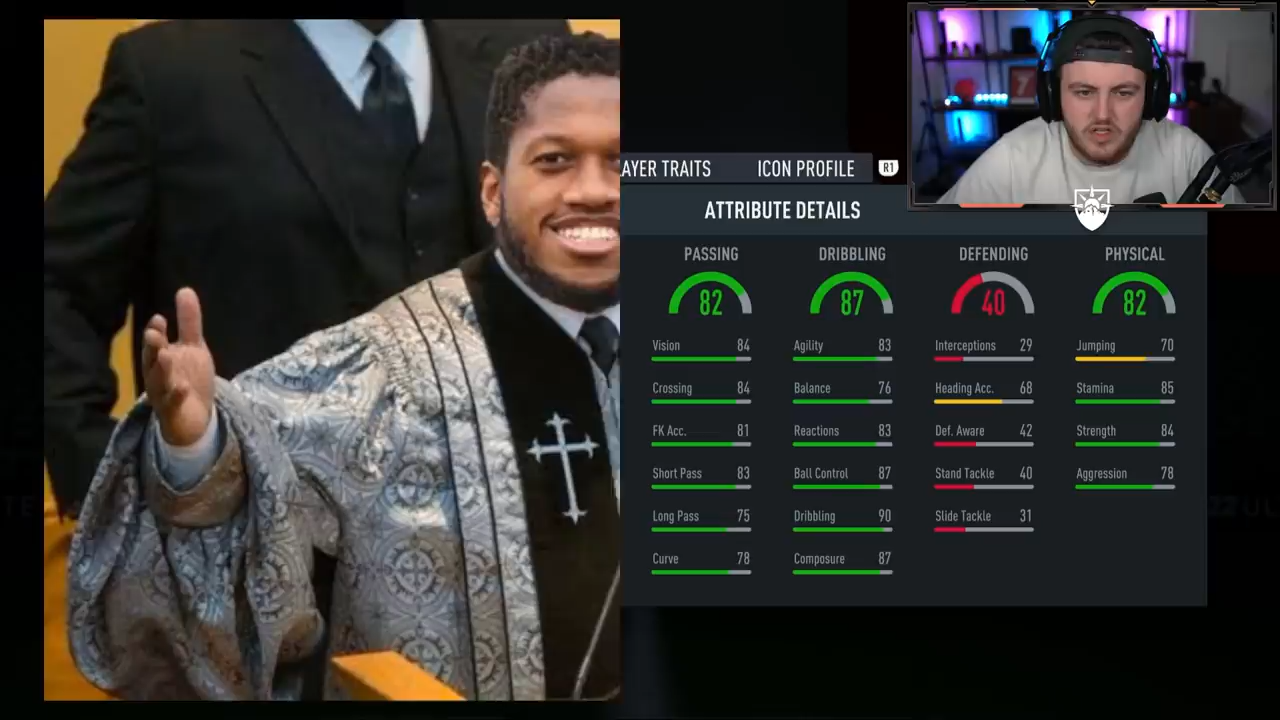 AYER TRAITS ICON PROFILE R1
ATTRIBUTE DETAILS
PASSING DRIBBLING DEFENDING PHYSICAL
82 87 40 82
Vision 84 Agility 83 Interceptions 29 Jumping 70
Crossing 84 Balance 76 Heading Acc. 68 Stamina 85
FK Acc. 81 Reactions 83 Def. Aware 42 Strength 84
Short Pass 83 Ball Control 87 Stand Tackle 40 Aggression 78
Long Pass 75 Dribbling 90 Slide Tackle 31
Curve 78 Composure 87